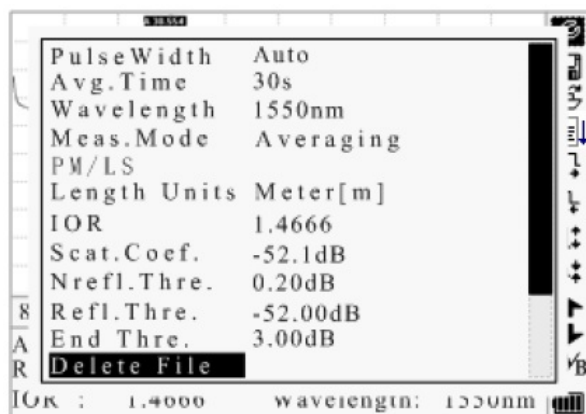 PulseWidth Auto
Avg.Time 30s
Wavelength 1550nm
Meas.Mode Averaging
PM/LS
Length Units Meter[m]
IOR 1.4666
Scat.Coef. -52.1dB
Nrefl.Thre. 0.20dB
8 Refl.Thre. -52.00dB
A End Thre. 3.00dB
R Delete File
IOR : 1.4666 Wavelength: 1550nm